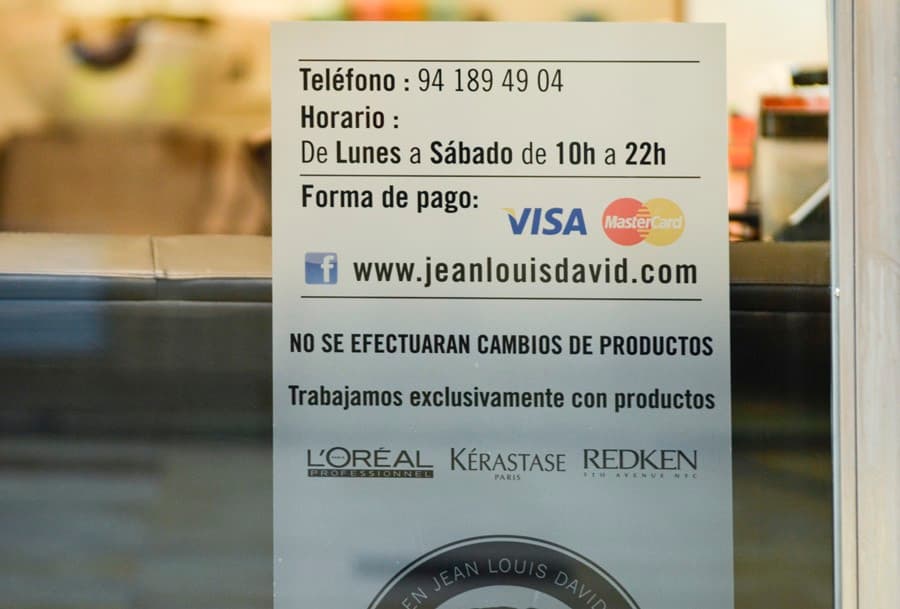 Teléfono : 94 189 49 04
Horario :
De Lunes a Sábado de 10h a 22h
Forma de pago:
VISA MasterCard
f www.jeanlouisdavid.com
NO SE EFECTUARAN CAMBIOS DE PRODUCTOS
Trabajamos exclusivamente con productos
L'ORÉAL KÉRASTASE REDKEN
PROFESSIONNEL PARIS 5TH AVENUE NYC
EN JEAN LOUIS DAVID